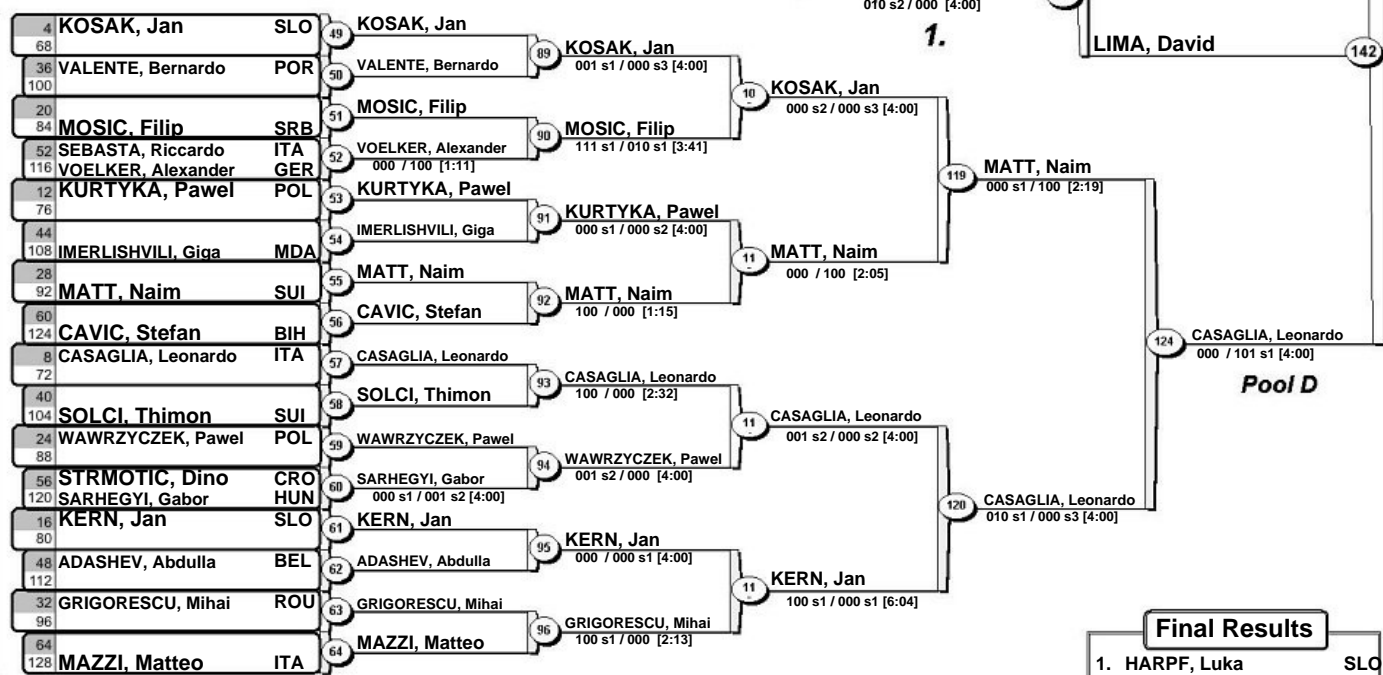 010 s2 / 000 [4:00]
1.
LIMA, David
142
4 KOSAK, Jan SLO
68
36 VALENTE, Bernardo POR
100
20
84 MOSIC, Filip SRB
52 SEBASTA, Riccardo ITA
116 VOELKER, Alexander GER
12 KURTYKA, Pawel POL
76
44
108 IMERLISHVILI, Giga MDA
28
92 MATT, Naim SUI
60
124 CAVIC, Stefan BIH
8 CASAGLIA, Leonardo ITA
72
40
104 SOLCI, Thimon SUI
24 WAWRZYCZEK, Pawel POL
88
56 STRMOTIC, Dino CRO
120 SARHEGYI, Gabor HUN
16 KERN, Jan SLO
80
48 ADASHEV, Abdulla BEL
112
32 GRIGORESCU, Mihai ROU
96
64
128 MAZZI, Matteo ITA
49 KOSAK, Jan
50 VALENTE, Bernardo
51 MOSIC, Filip
52 VOELKER, Alexander
000 / 100 [1:11]
53 KURTYKA, Pawel
54 IMERLISHVILI, Giga
55 MATT, Naim
56 CAVIC, Stefan
57 CASAGLIA, Leonardo
58 SOLCI, Thimon
59 WAWRZYCZEK, Pawel
60 SARHEGYI, Gabor
000 s1 / 001 s2 [4:00]
61 KERN, Jan
62 ADASHEV, Abdulla
63 GRIGORESCU, Mihai
64 MAZZI, Matteo
89 KOSAK, Jan
001 s1 / 000 s3 [4:00]
90 MOSIC, Filip
111 s1 / 010 s1 [3:41]
91 KURTYKA, Pawel
000 s1 / 000 s2 [4:00]
92 MATT, Naim
100 / 000 [1:15]
93 CASAGLIA, Leonardo
100 / 000 [2:32]
94 WAWRZYCZEK, Pawel
001 s2 / 000 [4:00]
95 KERN, Jan
000 / 000 s1 [4:00]
96 GRIGORESCU, Mihai
100 s1 / 000 [2:13]
10 KOSAK, Jan
000 s2 / 000 s3 [4:00]
11 MATT, Naim
000 / 100 [2:05]
11 CASAGLIA, Leonardo
001 s2 / 000 s2 [4:00]
11 KERN, Jan
100 s1 / 000 s1 [6:04]
119 MATT, Naim
000 s1 / 100 [2:19]
120 CASAGLIA, Leonardo
010 s1 / 000 s3 [4:00]
124 CASAGLIA, Leonardo
000 / 101 s1 [4:00]
Pool D
Final Results
1. HARPF, Luka SLO